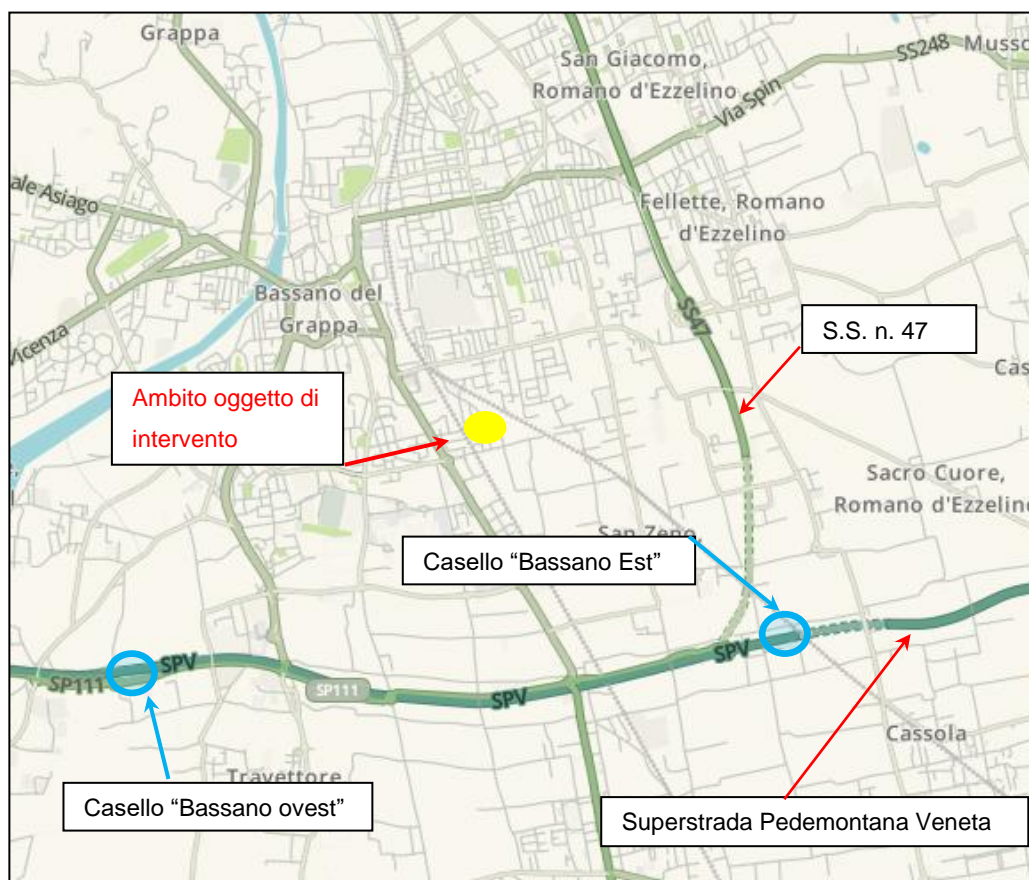 Grappa
San Giacomo,
Romano d'Ezzelino
SS248
Via Spin
ale Asiago
Fellette, Romano
d'Ezzelino
Bassano del
Grappa
Vicenza
SS47
S.S. n. 47
Cas
Ambito oggetto di
intervento
Sacro Cuore,
Romano d'Ezzelino
San Zeno,
Casello “Bassano Est”
SPV
SPV
SP111
SP111
SPV
Cassola
Travettore
Casello “Bassano ovest”
Superstrada Pedemontana Veneta